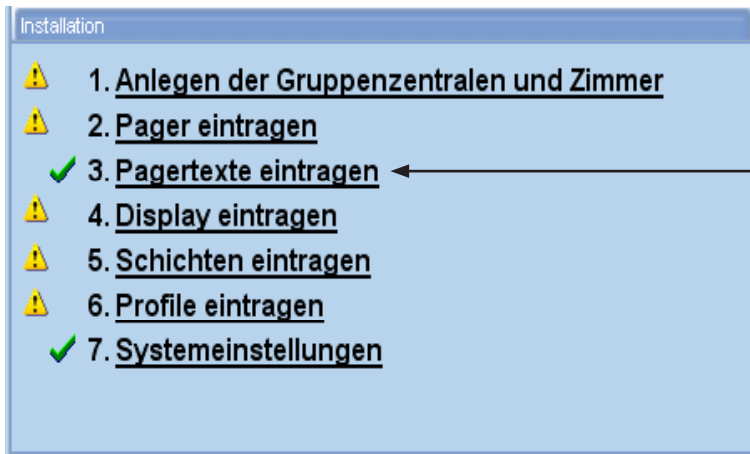 Installation
1. Anlegen der Gruppenzentralen und Zimmer
2. Pager eintragen
3. Pagertexte eintragen
4. Display eintragen
5. Schichten eintragen
6. Profile eintragen
7. Systemeinstellungen